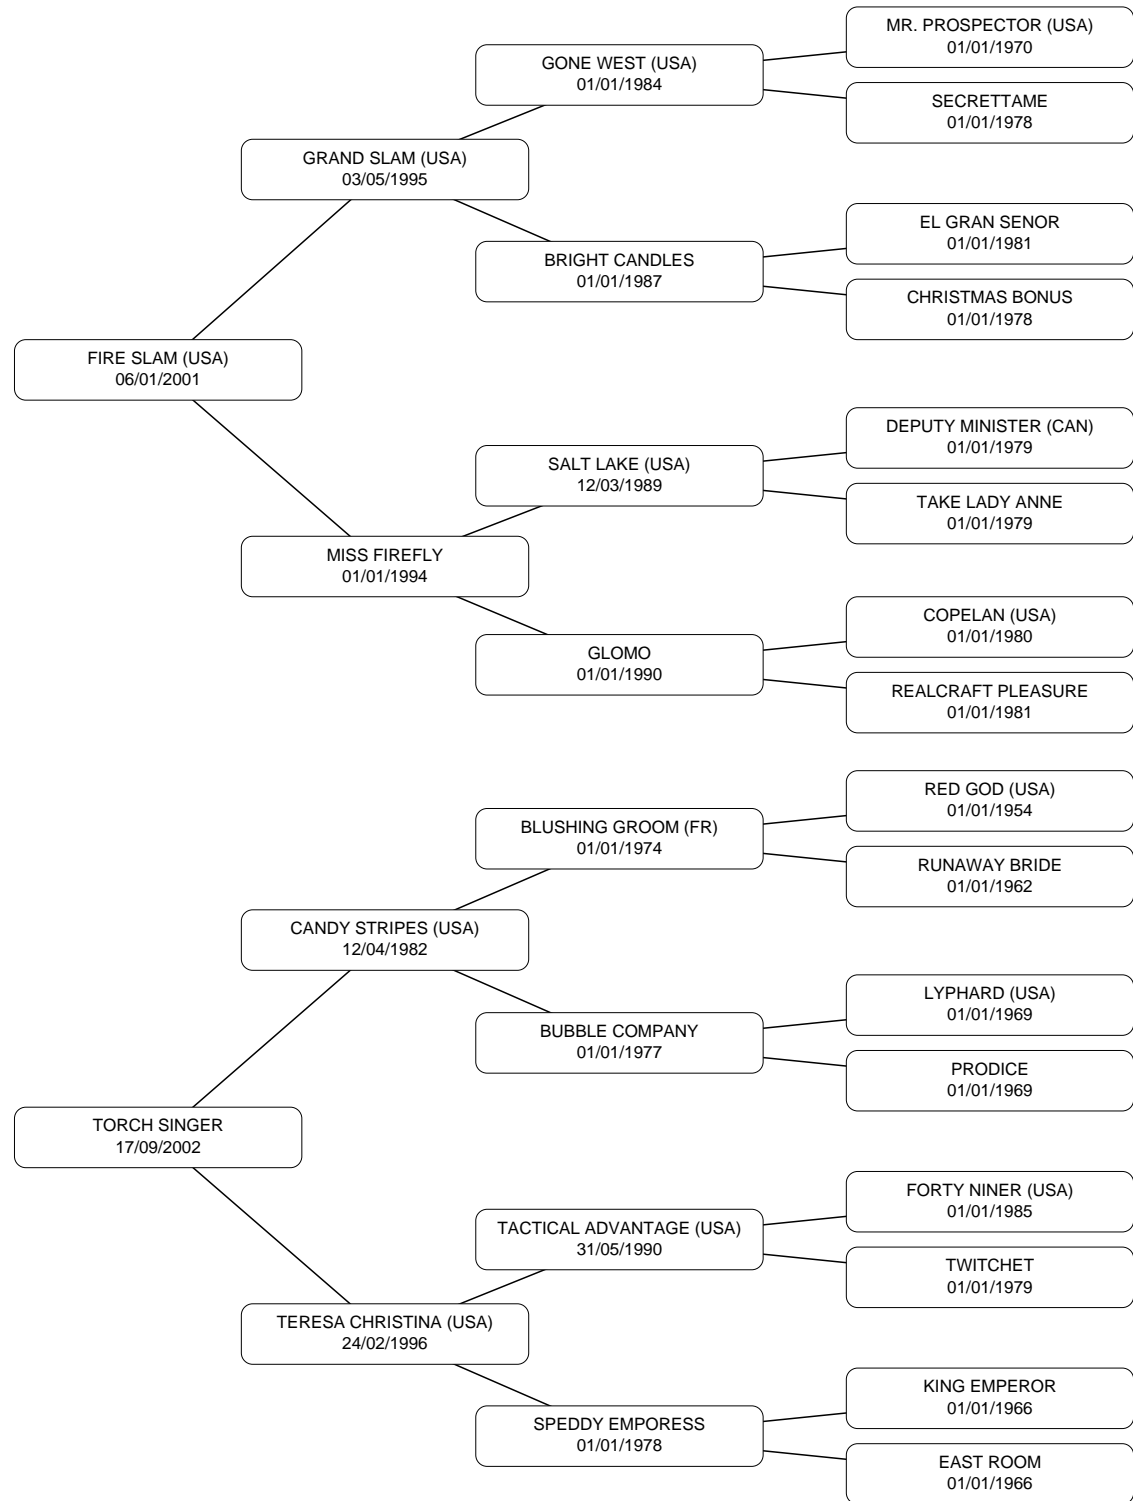 MR. PROSPECTOR (USA)
01/01/1970
GONE WEST (USA)
01/01/1984
SECRETTAME
01/01/1978
GRAND SLAM (USA)
03/05/1995
EL GRAN SENOR
01/01/1981
BRIGHT CANDLES
01/01/1987
CHRISTMAS BONUS
01/01/1978
FIRE SLAM (USA)
06/01/2001
DEPUTY MINISTER (CAN)
01/01/1979
SALT LAKE (USA)
12/03/1989
TAKE LADY ANNE
01/01/1979
MISS FIREFLY
01/01/1994
COPELAN (USA)
01/01/1980
GLOMO
01/01/1990
REALCRAFT PLEASURE
01/01/1981
RED GOD (USA)
01/01/1954
BLUSHING GROOM (FR)
01/01/1974
RUNAWAY BRIDE
01/01/1962
CANDY STRIPES (USA)
12/04/1982
LYPHARD (USA)
01/01/1969
BUBBLE COMPANY
01/01/1977
PRODICE
01/01/1969
TORCH SINGER
17/09/2002
FORTY NINER (USA)
01/01/1985
TACTICAL ADVANTAGE (USA)
31/05/1990
TWITCHET
01/01/1979
TERESA CHRISTINA (USA)
24/02/1996
KING EMPEROR
01/01/1966
SPEDDY EMPORESS
01/01/1978
EAST ROOM
01/01/1966